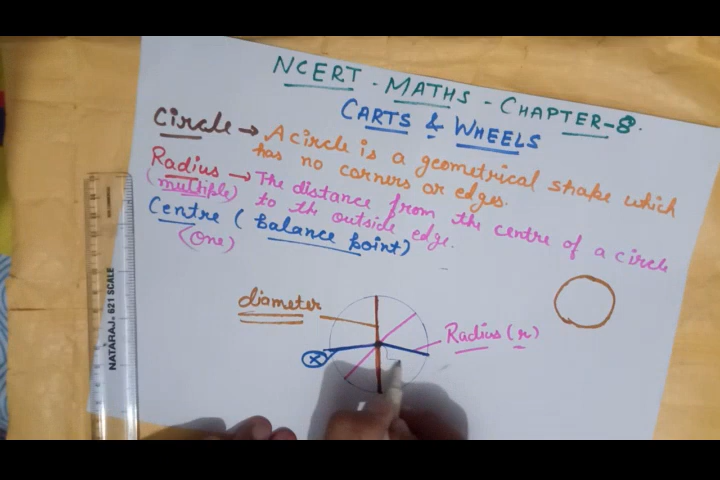 NCERT - MATHS - CHAPTER-8.
CARTS & WHEELS
Circle → A circle is a geometrical shape which
has no corners or edges.
Radius → The distance from the centre of a circle
(multiple) to the outside edge.
Centre (balance point)
(One)
diameter
Radius (r)
x
NATARAJ. 621 SCALE